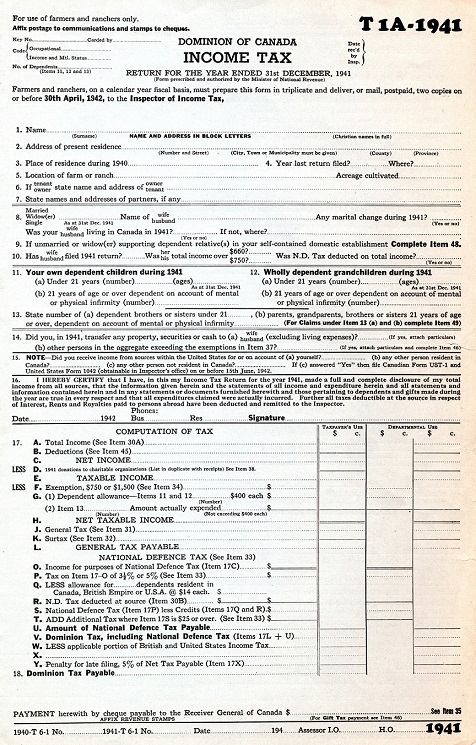 For use of farmers and ranchers only.
Affix postage to communications and stamps to cheques.
T 1A-1941
Key No. Carded by
Code Occupational
Income and Mtl. Status
No. of Dependents
(Items 11, 12 and 13)
DOMINION OF CANADA
INCOME TAX
Date rec'd by Insp.
RETURN FOR THE YEAR ENDED 31st DECEMBER, 1941
(Form prescribed and authorized by the Minister of National Revenue)
Farmers and ranchers, on a calendar year fiscal basis, must prepare this form in triplicate and deliver, or mail, postpaid, two copies on
or before 30th April, 1942, to the Inspector of Income Tax,
1. Name
(Surname) NAME AND ADDRESS IN BLOCK LETTERS (Christian names in full)
2. Address of present residence
(Number and Street) (City, Town or Municipality must be given) (County) (Province)
3. Place of residence during 1940 4. Year last return filed? Where?
5. Location of farm or ranch Acreage cultivated
6. If tenant owner state name and address of owner tenant
7. State names and addresses of partners, if any
8. Married Widow(er) Single As at 31st Dec. 1941 Name of wife husband Any marital change during 1941? (Yes or no)
Was your wife husband living in Canada in 1941? (Yes or no) If not, where?
9. If unmarried or widow(er) supporting dependent relative(s) in your self-contained domestic establishment Complete Item 48.
10. Has wife husband filed 1941 return? Was her his total income over $660? $750? Was N.D. Tax deducted on total income? (Yes or no)
11. Your own dependent children during 1941 12. Wholly dependent grandchildren during 1941
(a) Under 21 years (number) (ages) As at 31st Dec. 1941 (a) Under 21 years (number) (ages) As at 31st Dec. 1941
(b) 21 years of age or over dependent on account of mental or physical infirmity (number) (b) 21 years of age or over dependent on account of mental or physical infirmity (number)
13. State number of (a) dependent brothers or sisters under 21 , (b) parents, grandparents, brothers or sisters 21 years of age
or over, dependent on account of mental or physical infirmity (For Claims under Item 13 (a) and (b) complete Item 49)
14. Did you, in 1941, transfer any property, securities or cash to (a) wife husband (excluding living expenses)? (If yes, attach particulars)
(b) other persons in the aggregate exceeding the exemptions in Item 37? (If yes, attach particulars and complete Item 46)
15. NOTE—Did you receive income from sources within the United States for or on account of (a) yourself? (b) any other person resident in
Canada? (c) any other person not resident in Canada? If (c) answered "Yes" then file Canadian Form UST-1 and
United States Form 1042 (obtainable in Inspector's office) on or before 15th June, 1942.
16. I HEREBY CERTIFY that I have, in this my Income Tax Return for the year 1941, made a full and complete disclosure of my total
income from all sources, that the information given herein and the statements of all income and expenditure herein and all statements and
information contained herein and in any statements or documents furnished herewith and those pertaining to dependents and gifts made during
the year are true in every respect and that all expenditures claimed were actually incurred. Further all taxes deductible at the source in respect
of Interest, Rents and Royalties paid to persons abroad have been deducted and remitted to the Inspector.
Phones:
Date 1942 Bus. Res. Signature
COMPUTATION OF TAX
TAXPAYER'S USE
DEPARTMENTAL USE
$ c. $ c. $ c.
17. A. Total Income (See Item 30A)
B. Deductions (See Item 45)
C. NET INCOME
LESS D. 1941 donations to charitable organizations (List in duplicate with receipts) See Item 38.
E. TAXABLE INCOME
LESS F. Exemption, $750 or $1,500 (See Item 34) $
G. (1) Dependent allowance—Items 11 and 12 (Number) $400 each $
(2) Item 13 (Number) Amount actually expended (Not exceeding $400 each) $
H. NET TAXABLE INCOME
J. General Tax (See Item 31)
K. Surtax (See Item 32)
L. GENERAL TAX PAYABLE
NATIONAL DEFENCE TAX (See Item 33)
O. Income for purposes of National Defence Tax (Item 17C) $
P. Tax on Item 17-O of 3½% or 5% (See Item 33) $
Q. LESS allowance for dependents resident in
Canada, British Empire or U.S.A. @ $14 each. $
R. N.D. Tax deducted at source (Item 30B) $
S. National Defence Tax (Item 17P) less Credits (Items 17Q and R). $
T. ADD Additional Tax where Item 17S is $25 or over. (See Item 33) $
U. Amount of National Defence Tax Payable
V. Dominion Tax, including National Defence Tax (Items 17L + U)
W. LESS applicable portion of British and United States Income Tax
X.
Y. Penalty for late filing, 5% of Net Tax Payable (Item 17X)
18. Dominion Tax Payable
PAYMENT herewith by cheque payable to the Receiver General of Canada $ See Item 35
AFFIX REVENUE STAMPS (For Gift Tax payment see Item 46)
1940-T 6-1 No. 1941-T 6-1 No. Date 194 Assessor I.O. H.O. 1941